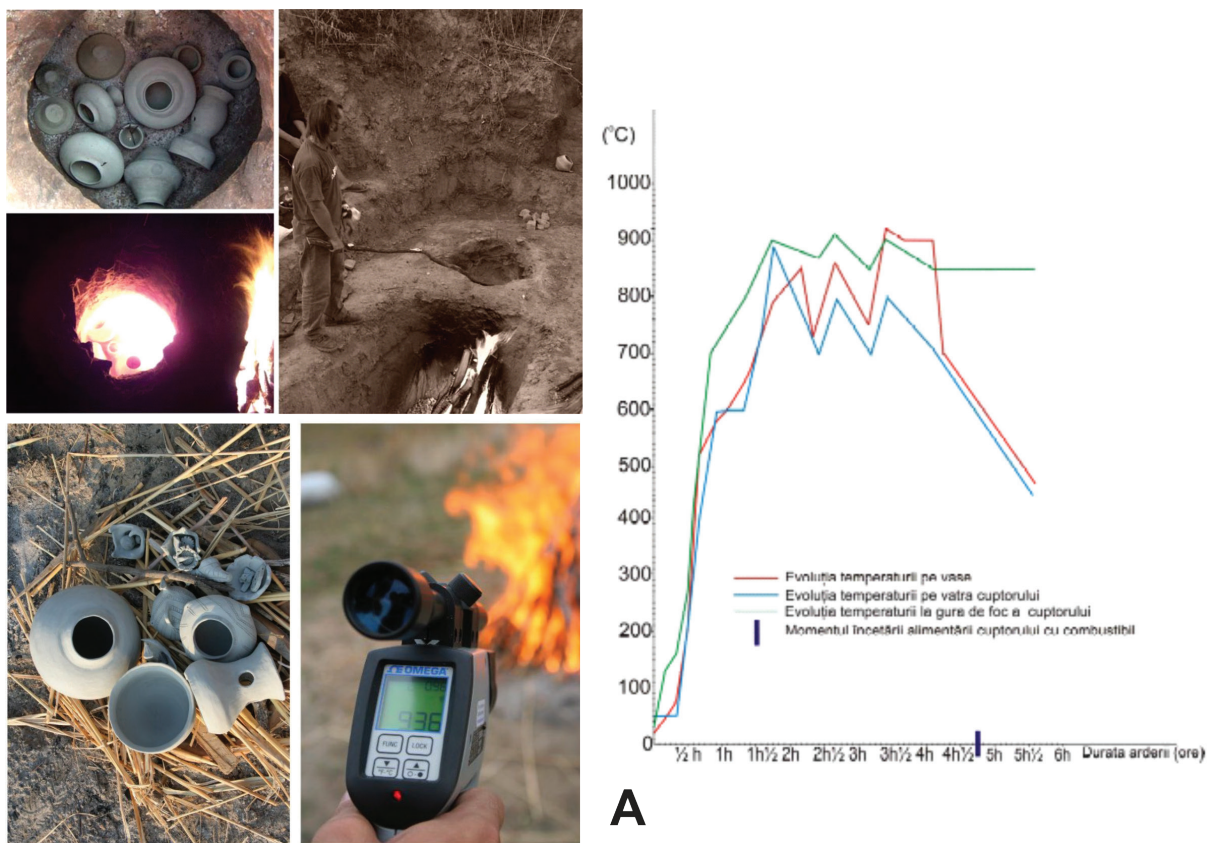 (°C)
1000
900
800
700
600
500
400
300
200
100
0
Evoluția temperaturii pe vase
Evoluția temperaturii pe vatra cuptorului
Evoluția temperaturii la gura de foc a cuptorului
Momentul încetării alimentării cuptorului cu combustibil
½ h 1h 1h½ 2h 2h½ 3h 3h½ 4h 4h½ 5h 5h½ 6h Durata arderii (ore)
OMEGA
936
FUNC LOCK
°F/°C
A